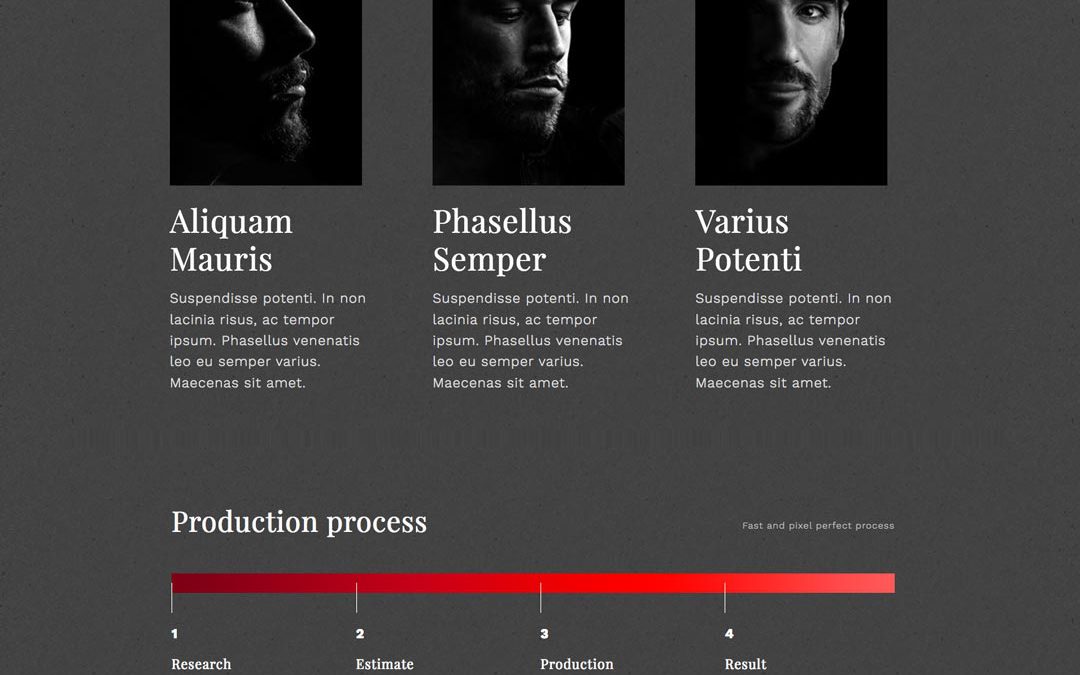 Aliquam
Mauris
Suspendisse potenti. In non
lacinia risus, ac tempor
ipsum. Phasellus venenatis
leo eu semper varius.
Maecenas sit amet.
Phasellus
Semper
Suspendisse potenti. In non
lacinia risus, ac tempor
ipsum. Phasellus venenatis
leo eu semper varius.
Maecenas sit amet.
Varius
Potenti
Suspendisse potenti. In non
lacinia risus, ac tempor
ipsum. Phasellus venenatis
leo eu semper varius.
Maecenas sit amet.
Production process
Fast and pixel perfect process
1
Research
2
Estimate
3
Production
4
Result